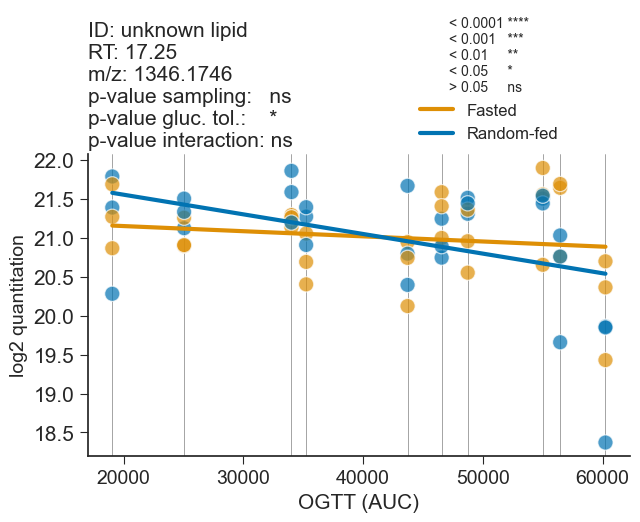 ID: unknown lipid
RT: 17.25
m/z: 1346.1746
p-value sampling: ns
p-value gluc. tol.: *
p-value interaction: ns
< 0.0001 ****
< 0.001 ***
< 0.01 **
< 0.05 *
> 0.05 ns
Fasted
Random-fed
log2 quantitation
22.0
21.5
21.0
20.5
20.0
19.5
19.0
18.5
20000 30000 40000 50000 60000
OGTT (AUC)